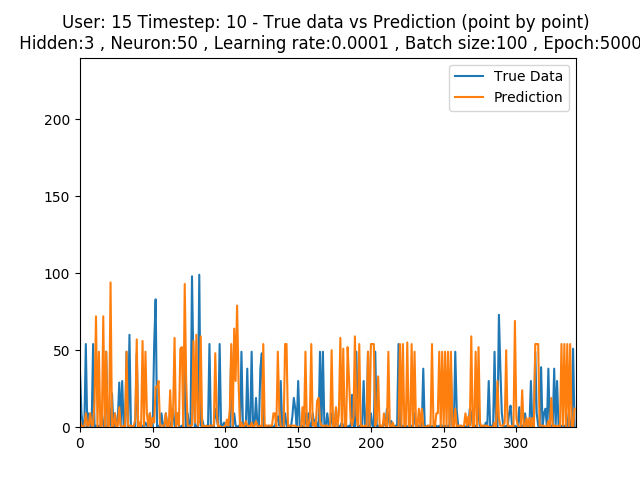 User: 15 Timestep: 10 - True data vs Prediction (point by point)
Hidden:3 , Neuron:50 , Learning rate:0.0001 , Batch size:100 , Epoch:5000
True Data
Prediction
200
150
100
50
0
0 50 100 150 200 250 300